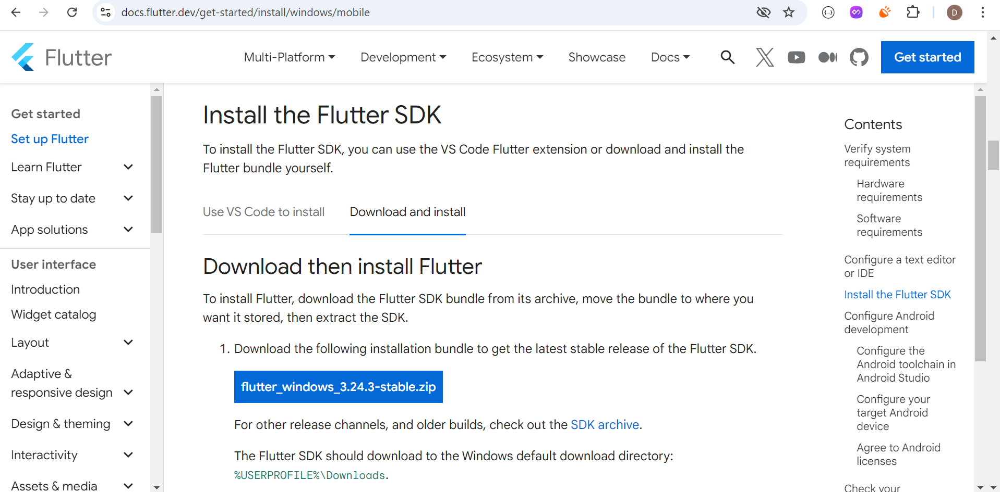 docs.flutter.dev/get-started/install/windows/mobile
D
Flutter
Multi-Platform
Development
Ecosystem
Showcase
Docs
Get started
Get started
Set up Flutter
Learn Flutter
Stay up to date
App solutions
User interface
Introduction
Widget catalog
Layout
Adaptive &
responsive design
Design & theming
Interactivity
Assets & media
Install the Flutter SDK
To install the Flutter SDK, you can use the VS Code Flutter extension or download and install the
Flutter bundle yourself.
Use VS Code to install
Download and install
Download then install Flutter
To install Flutter, download the Flutter SDK bundle from its archive, move the bundle to where you
want it stored, then extract the SDK.
1. Download the following installation bundle to get the latest stable release of the Flutter SDK.
flutter_windows_3.24.3-stable.zip
For other release channels, and older builds, check out the SDK archive.
The Flutter SDK should download to the Windows default download directory:
%USERPROFILE%\Downloads.
Contents
Verify system
requirements
Hardware
requirements
Software
requirements
Configure a text editor
or IDE
Install the Flutter SDK
Configure Android
development
Configure the
Android toolchain in
Android Studio
Configure your
target Android
device
Agree to Android
licenses
Check your